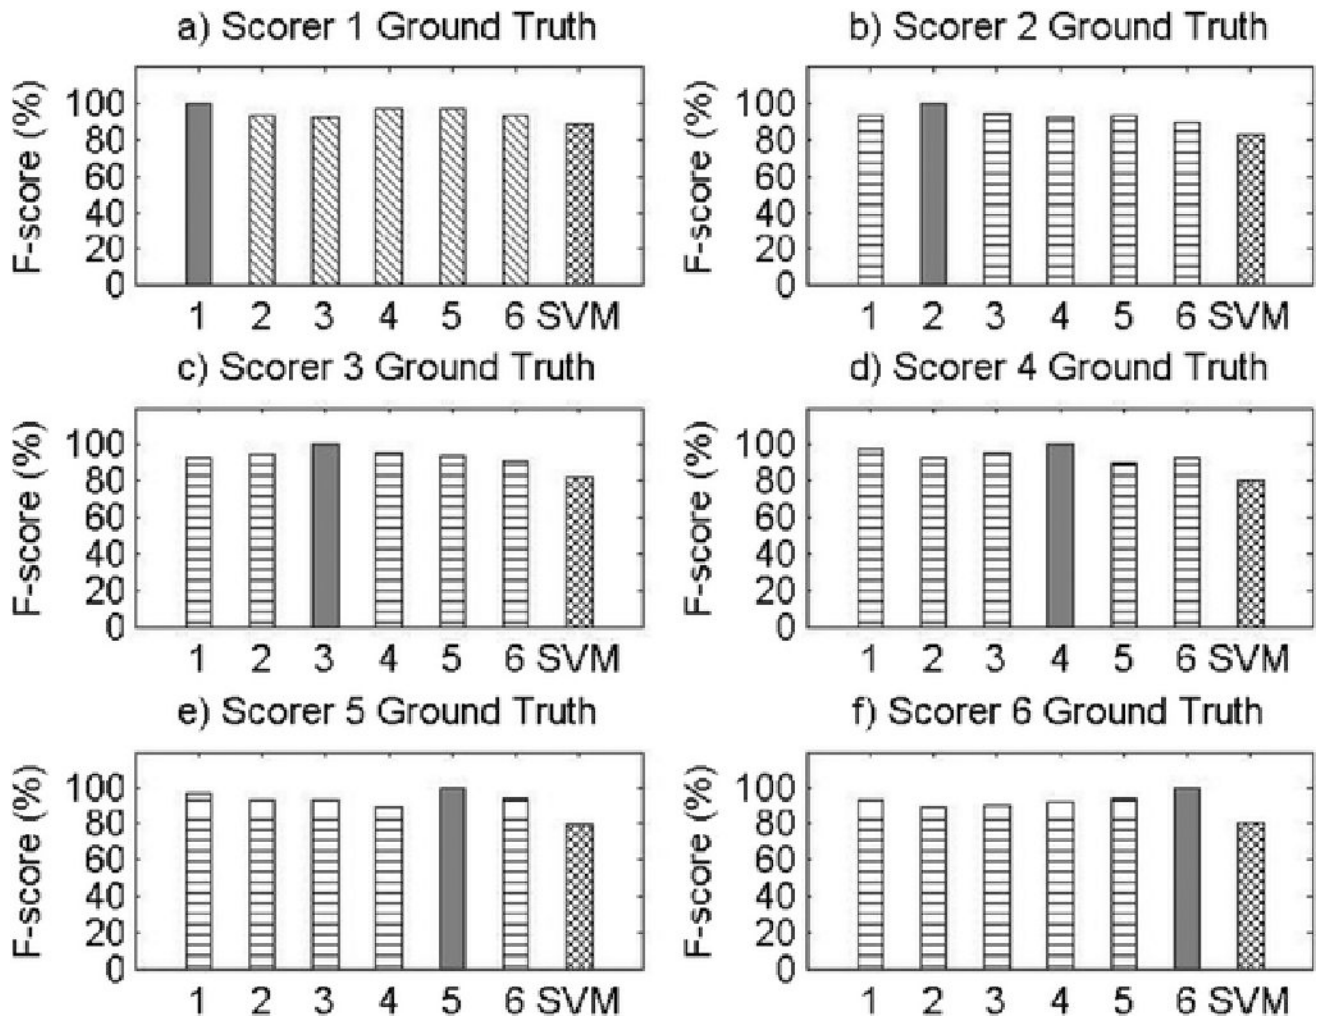 a) Scorer 1 Ground Truth
F-score (%)
100
80
60
40
20
0
1 2 3 4 5 6 SVM
b) Scorer 2 Ground Truth
F-score (%)
100
80
60
40
20
0
1 2 3 4 5 6 SVM
c) Scorer 3 Ground Truth
F-score (%)
100
80
60
40
20
0
1 2 3 4 5 6 SVM
d) Scorer 4 Ground Truth
F-score (%)
100
80
60
40
20
0
1 2 3 4 5 6 SVM
e) Scorer 5 Ground Truth
F-score (%)
100
80
60
40
20
0
1 2 3 4 5 6 SVM
f) Scorer 6 Ground Truth
F-score (%)
100
80
60
40
20
0
1 2 3 4 5 6 SVM